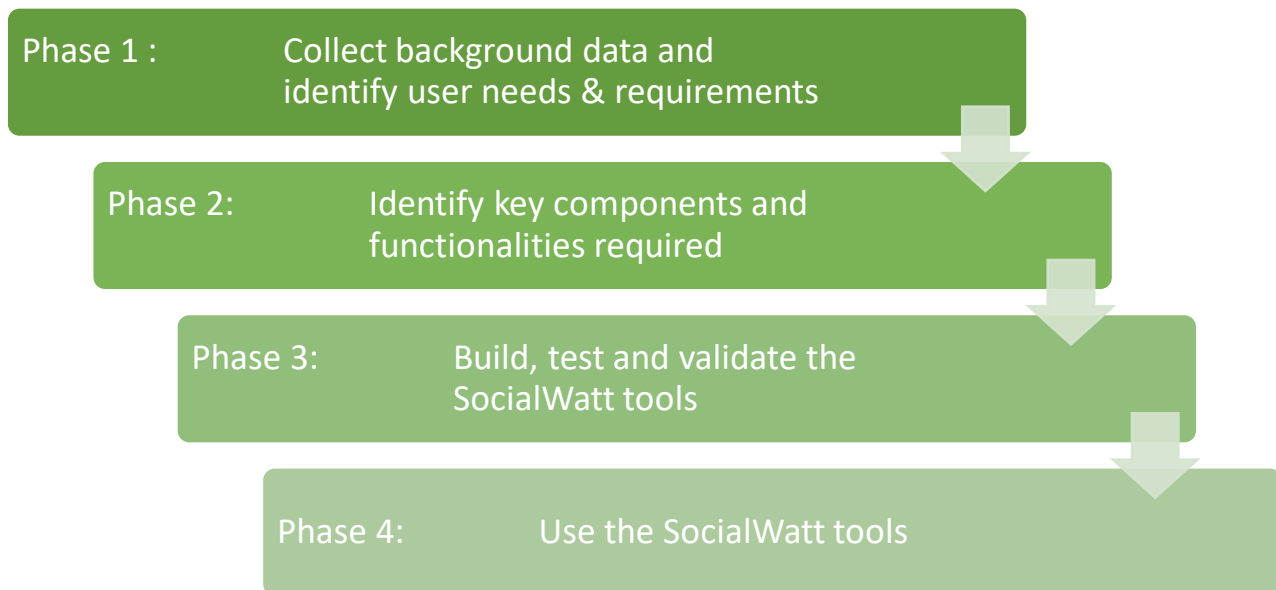 Phase 1 : Collect background data and
identify user needs & requirements
Phase 2: Identify key components and
functionalities required
Phase 3: Build, test and validate the
SocialWatt tools
Phase 4: Use the SocialWatt tools